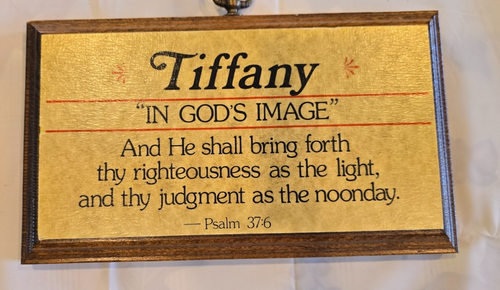 Tiffany
“IN GOD'S IMAGE”
And He shall bring forth
thy righteousness as the light,
and thy judgment as the noonday.
— Psalm 37:6